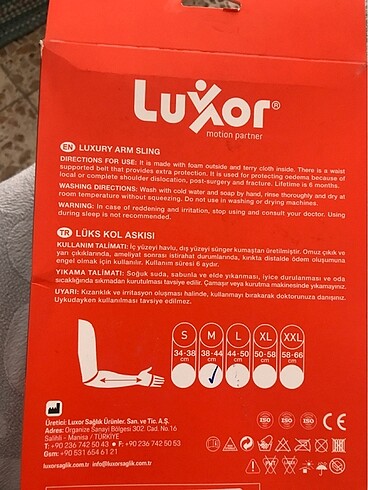 Luxor®
motion partner
EN LUXURY ARM SLING
DIRECTIONS FOR USE: It is made with foam outside and terry cloth inside. There is a waist
supported belt that provides extra protection. It is used for protecting oedema because of
local or complete shoulder dislocation, post-surgery and fracture. Lifetime is 6 months.
WASHING DIRECTIONS: Wash with cold water and soap by hand, rinse thoroughly and dry at
room temperature without squeezing. Do not use in washing or drying machines.
WARNING: In case of reddening and irritation, stop using and consult your doctor. Using
during sleep is not recommended.
TR LÜKS KOL ASKISI
KULLANIM TALİMATI: İç yüzeyi havlu, dış yüzeyi sünger kumaştan üretilmiştir. Omuz çıkık ve
yarı çıkıklarında, ameliyat sonrası istirahat durumlarında, kırıkta distalde ödem oluşumuna
engel olmak için kullanılır. Kullanım süresi 6 aydır.
YIKAMA TALİMATI: Soğuk suda, sabunla ve elde yıkanması, iyice durulanması ve oda
sıcaklığında sıkmadan kurutulması tavsiye edilir. Çamaşır veya kurutma makinesinde yıkamayınız.
UYARI: Kızarıklık ve irritasyon oluşması halinde, kullanmayı bırakarak doktorunuza danışınız.
Uykudayken kullanılması tavsiye edilmez.
S M L XL XXL
34-38 cm 38-44 cm 44-50 cm 50-58 cm 58-66 cm
Üretici: Luxor Sağlık Ürünler. San. ve Tic. A.Ş.
Adres: Organize Sanayi Bölgesi 302. Cad. No.16
Salihli - Manisa / TÜRKİYE
T: +90 236 742 50 43 • F: +90 236 742 50 53
Gsm: +90 531 654 61 21
luxorsaglik.com.tr info@luxorsaglik.com.tr
ISO ISO CE